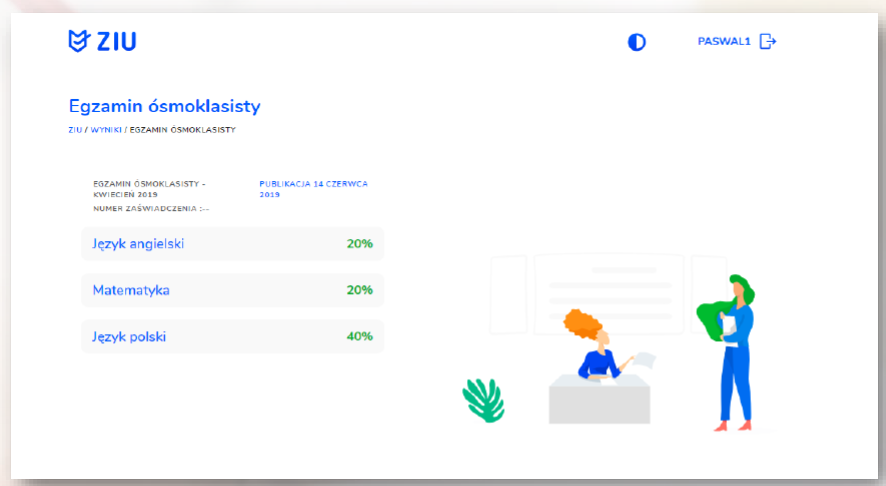 ZIU
PASWAL1
Egzamin ósmoklasisty
ZIU / WYNIKI / EGZAMIN ÓSMOKLASISTY
EGZAMIN ÓSMOKLASISTY -
KWIECIEŃ 2019
NUMER ZAŚWIADCZENIA :--
PUBLIKACJA 14 CZERWCA
2019
Język angielski 20%
Matematyka 20%
Język polski 40%